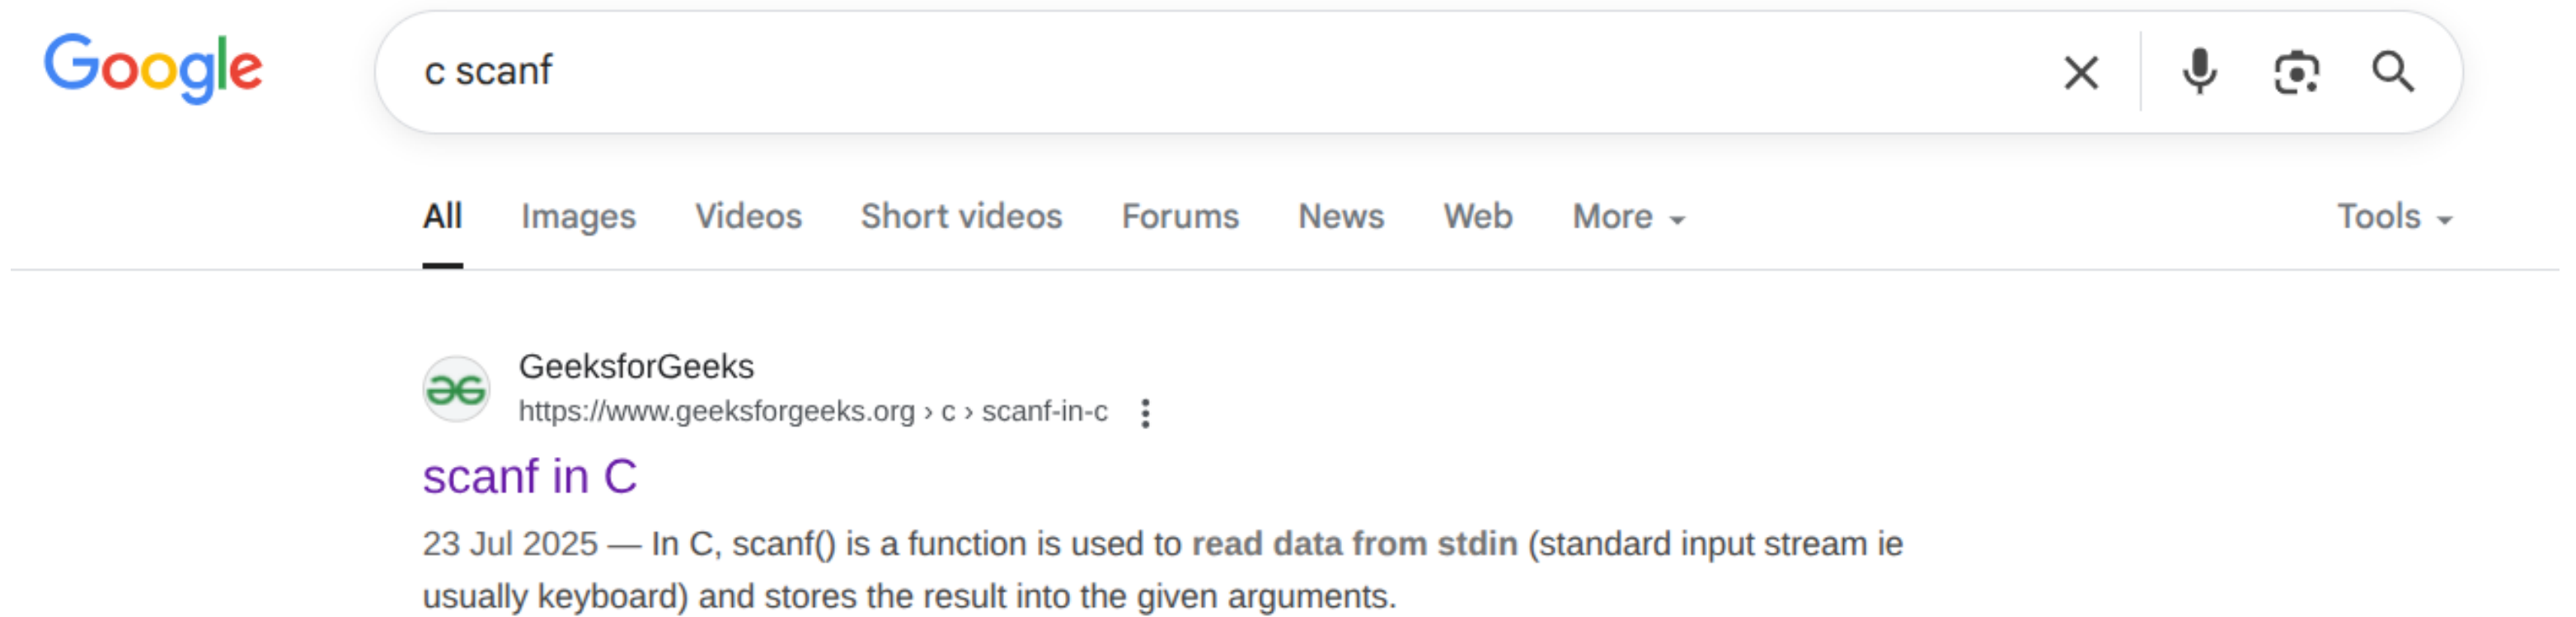 Google
c scanf
All Images Videos Short videos Forums News Web More Tools
GeeksforGeeks
https://www.geeksforgeeks.org › c › scanf-in-c
scanf in C
23 Jul 2025 — In C, scanf() is a function is used to read data from stdin (standard input stream ie
usually keyboard) and stores the result into the given arguments.